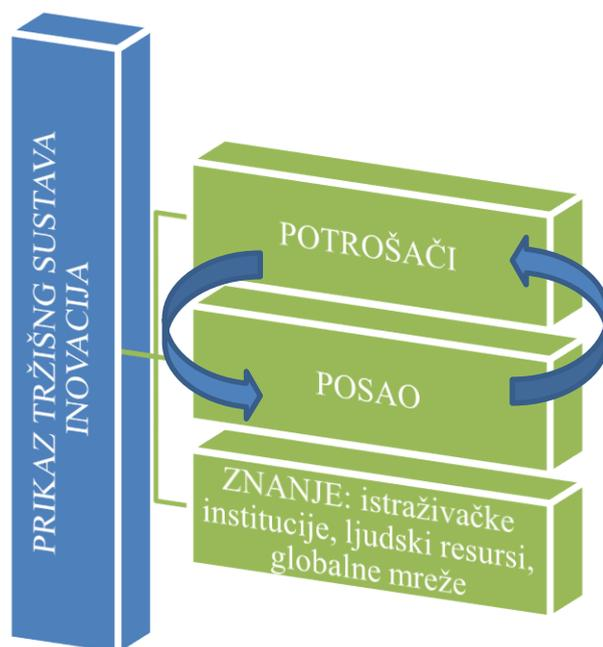 PRIKAZ TRŽIŠNG SUSTAVA
INOVACIJA
POTROŠAČI
POSAO
ZNANJE: istraživačke
institucije, ljudski resursi,
globalne mreže